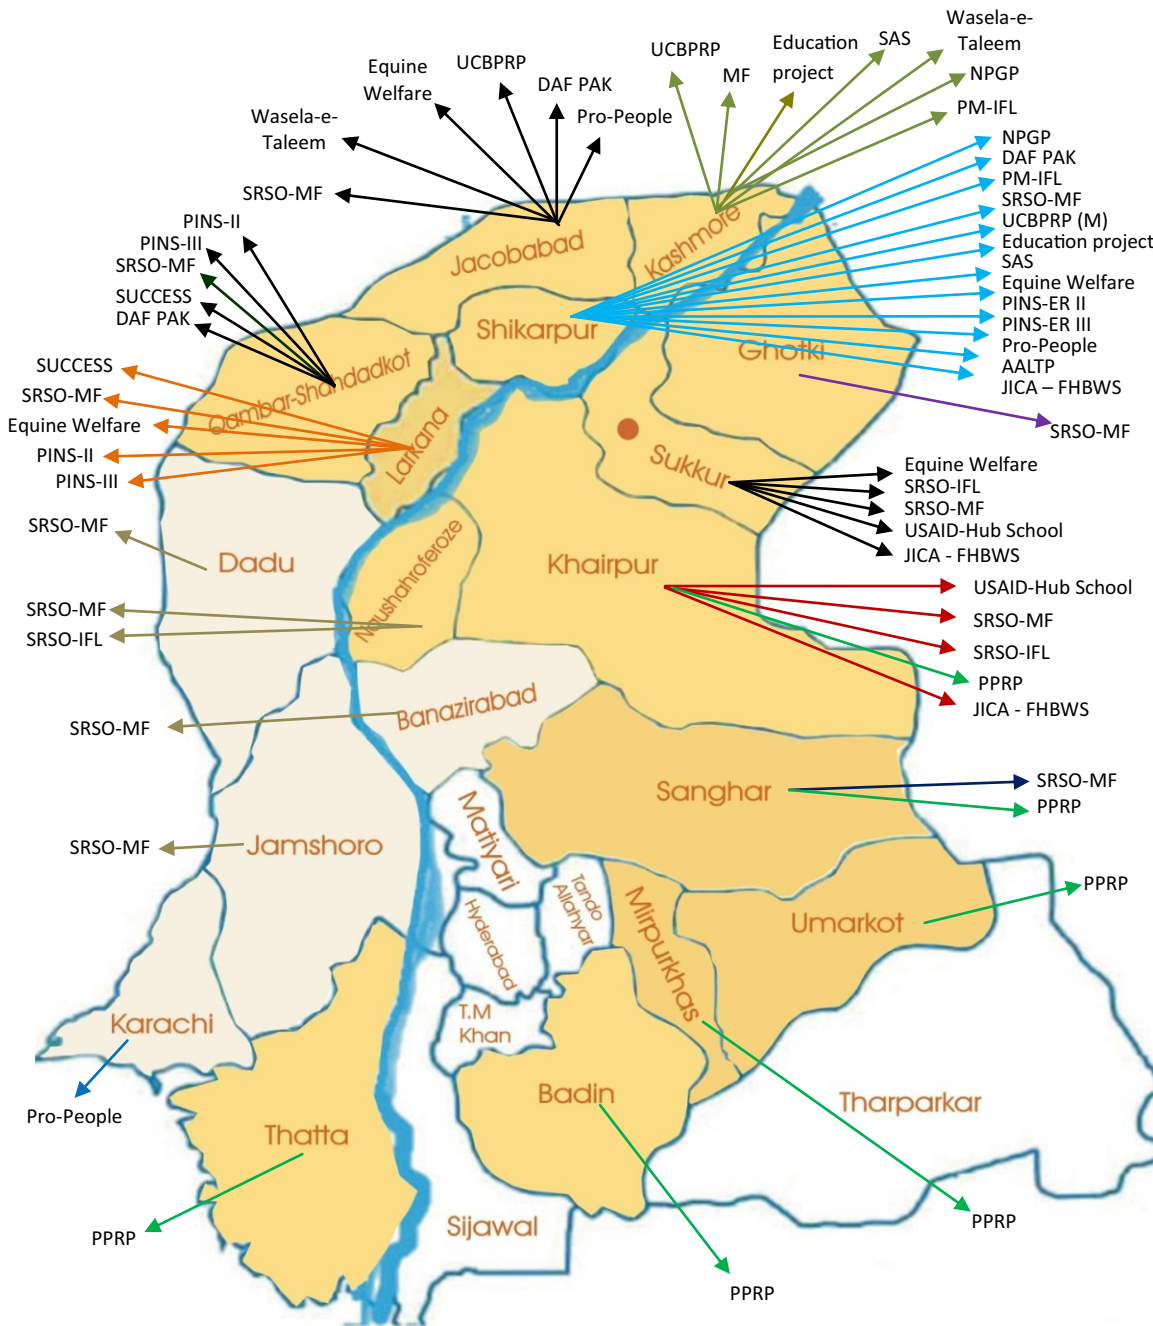 Wasela-e-
Taleem
SAS
Education
project
UCBPRP
MF
NPGP
PM-IFL
UCBPRP
Equine
Welfare
DAF PAK
Pro-People
Wasela-e-
Taleem
SRSO-MF
NPGP
DAF PAK
PM-IFL
SRSO-MF
UCBPRP (M)
Education project
SAS
Equine Welfare
PINS-ER II
PINS-ER III
Pro-People
AALTP
JICA – FHBWS
PINS-II
PINS-III
SRSO-MF
SUCCESS
DAF PAK
SUCCESS
SRSO-MF
Equine Welfare
PINS-II
PINS-III
Jacobabad
Kashmore
Shikarpur
Ghotki
Qambar-Shahdadkot
Larkana
Sukkur
SRSO-MF
Equine Welfare
SRSO-IFL
SRSO-MF
USAID-Hub School
JICA - FHBWS
SRSO-MF
Dadu
Naushahroferoze
Khairpur
SRSO-MF
SRSO-IFL
USAID-Hub School
SRSO-MF
SRSO-IFL
PPRP
JICA - FHBWS
SRSO-MF
Banazirabad
Sanghar
SRSO-MF
PPRP
SRSO-MF
Jamshoro
Matiyari
Hyderabad
Tando
Allahyar
Mirpurkhas
Umarkot
PPRP
T.M
Khan
Karachi
Pro-People
Thatta
Badin
Tharparkar
PPRP
Sijawal
PPRP
PPRP